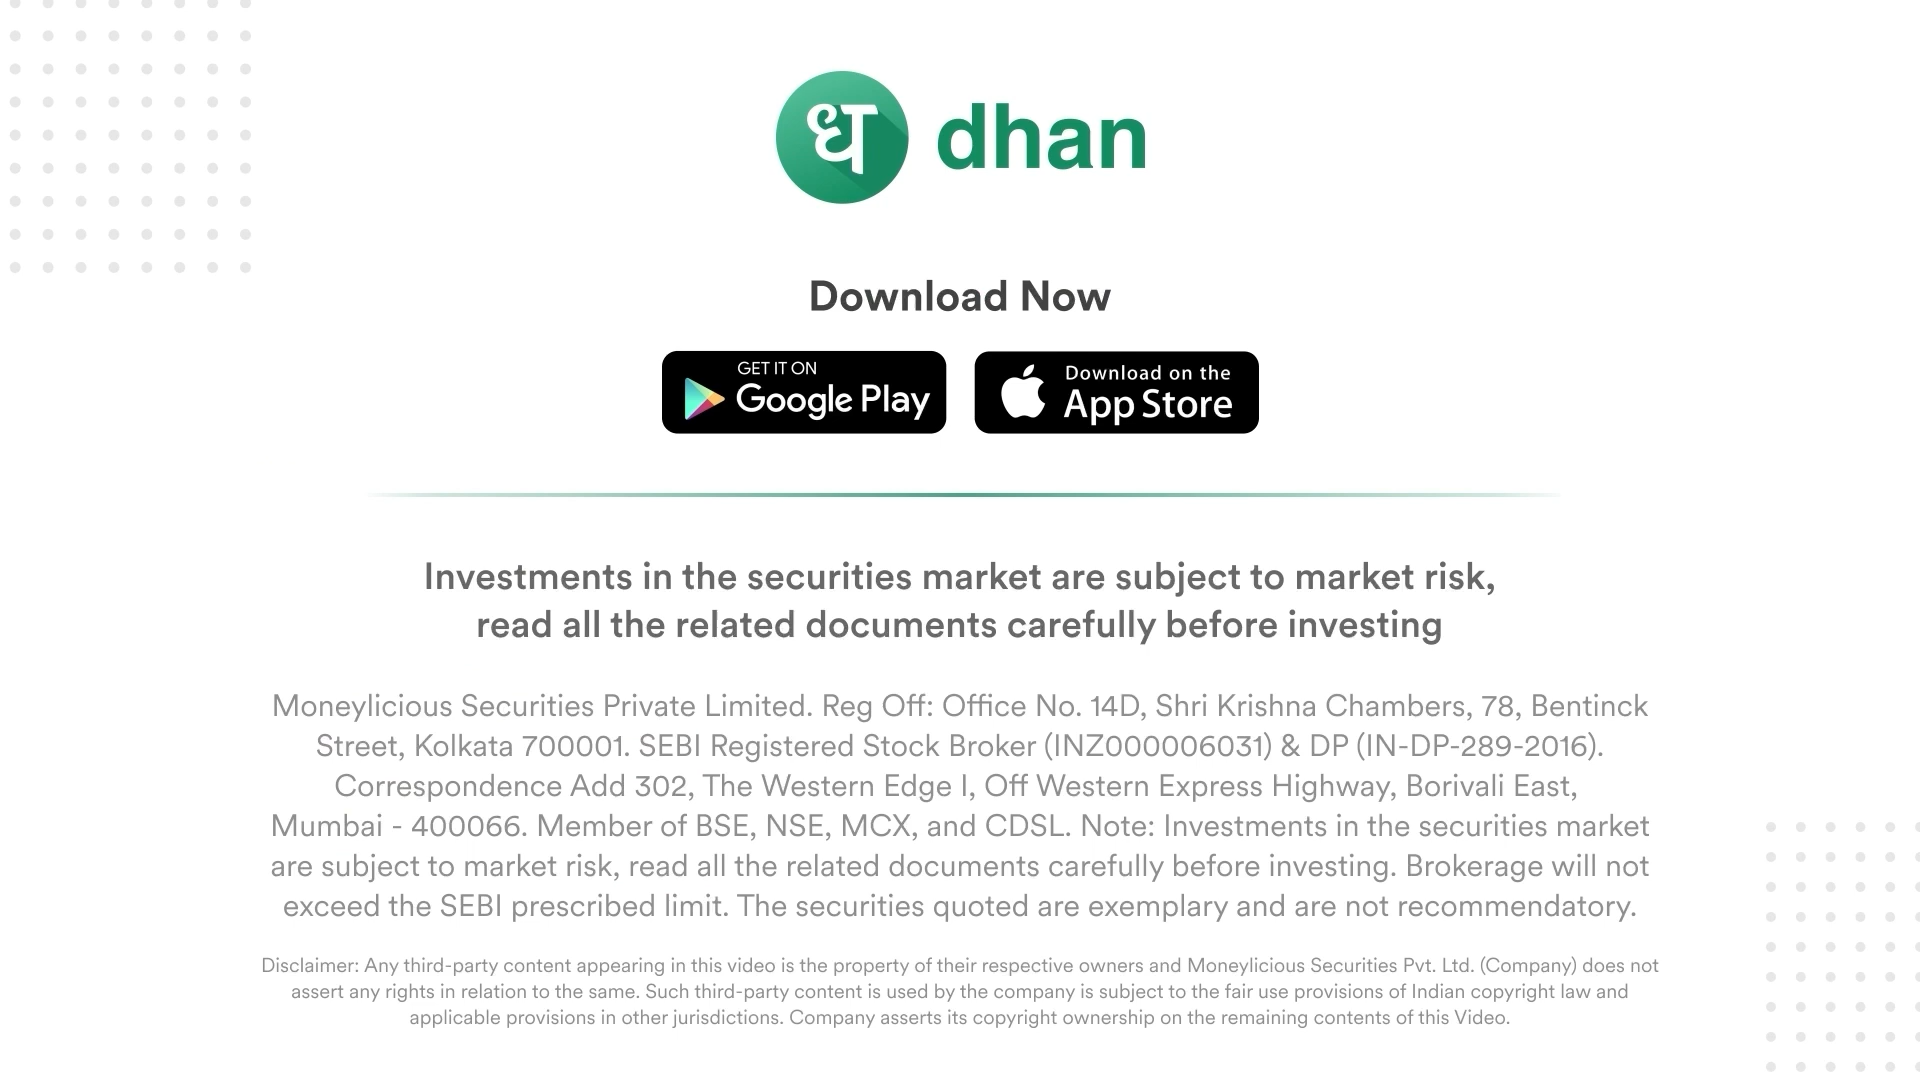 ध dhan
Download Now
GET IT ON
Google Play
Download on the
App Store
Investments in the securities market are subject to market risk,
read all the related documents carefully before investing
Moneylicious Securities Private Limited. Reg Off: Office No. 14D, Shri Krishna Chambers, 78, Bentinck
Street, Kolkata 700001. SEBI Registered Stock Broker (INZ000006031) & DP (IN-DP-289-2016).
Correspondence Add 302, The Western Edge I, Off Western Express Highway, Borivali East,
Mumbai - 400066. Member of BSE, NSE, MCX, and CDSL. Note: Investments in the securities market
are subject to market risk, read all the related documents carefully before investing. Brokerage will not
exceed the SEBI prescribed limit. The securities quoted are exemplary and are not recommendatory.
Disclaimer: Any third-party content appearing in this video is the property of their respective owners and Moneylicious Securities Pvt. Ltd. (Company) does not
assert any rights in relation to the same. Such third-party content is used by the company is subject to the fair use provisions of Indian copyright law and
applicable provisions in other jurisdictions. Company asserts its copyright ownership on the remaining contents of this Video.